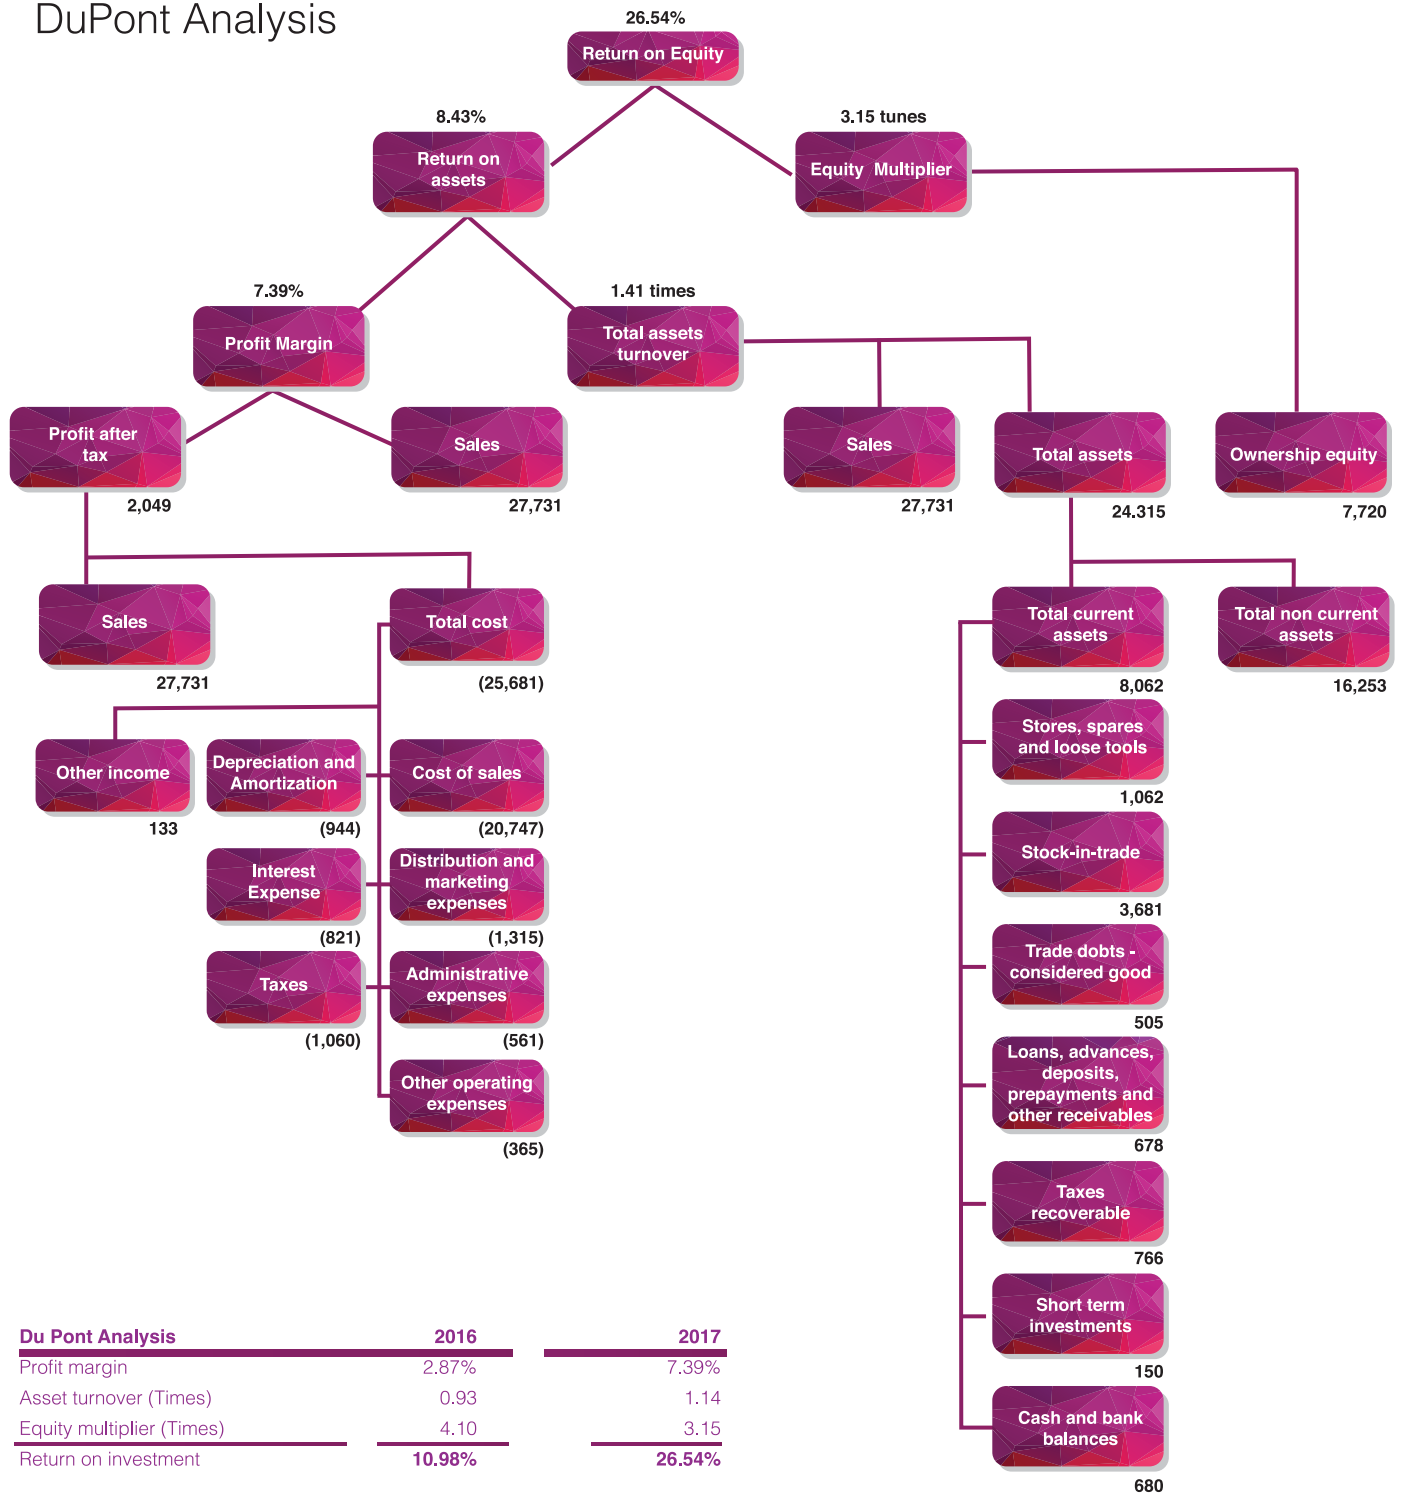 DuPont Analysis
26.54%
Return on Equity
8.43%
Return on
assets
3.15 tunes
Equity Multiplier
7.39%
Profit Margin
1.41 times
Total assets
turnover
Profit after
tax
2,049
Sales
27,731
Sales
27,731
Total assets
24.315
Ownership equity
7,720
Sales
27,731
Total cost
(25,681)
Total current
assets
8,062
Total non current
assets
16,253
Other income
133
Depreciation and
Amortization
(944)
Cost of sales
(20,747)
Interest
Expense
(821)
Distribution and
marketing
expenses
(1,315)
Taxes
(1,060)
Administrative
expenses
(561)
Other operating
expenses
(365)
Stores, spares
and loose tools
1,062
Stock-in-trade
3,681
Trade dobts -
considered good
505
Loans, advances,
deposits,
prepayments and
other receivables
678
Taxes
recoverable
766
Short term
investments
150
Cash and bank
balances
680
Du Pont Analysis 2016 2017
Profit margin 2.87% 7.39%
Asset turnover (Times) 0.93 1.14
Equity multiplier (Times) 4.10 3.15
Return on investment 10.98% 26.54%